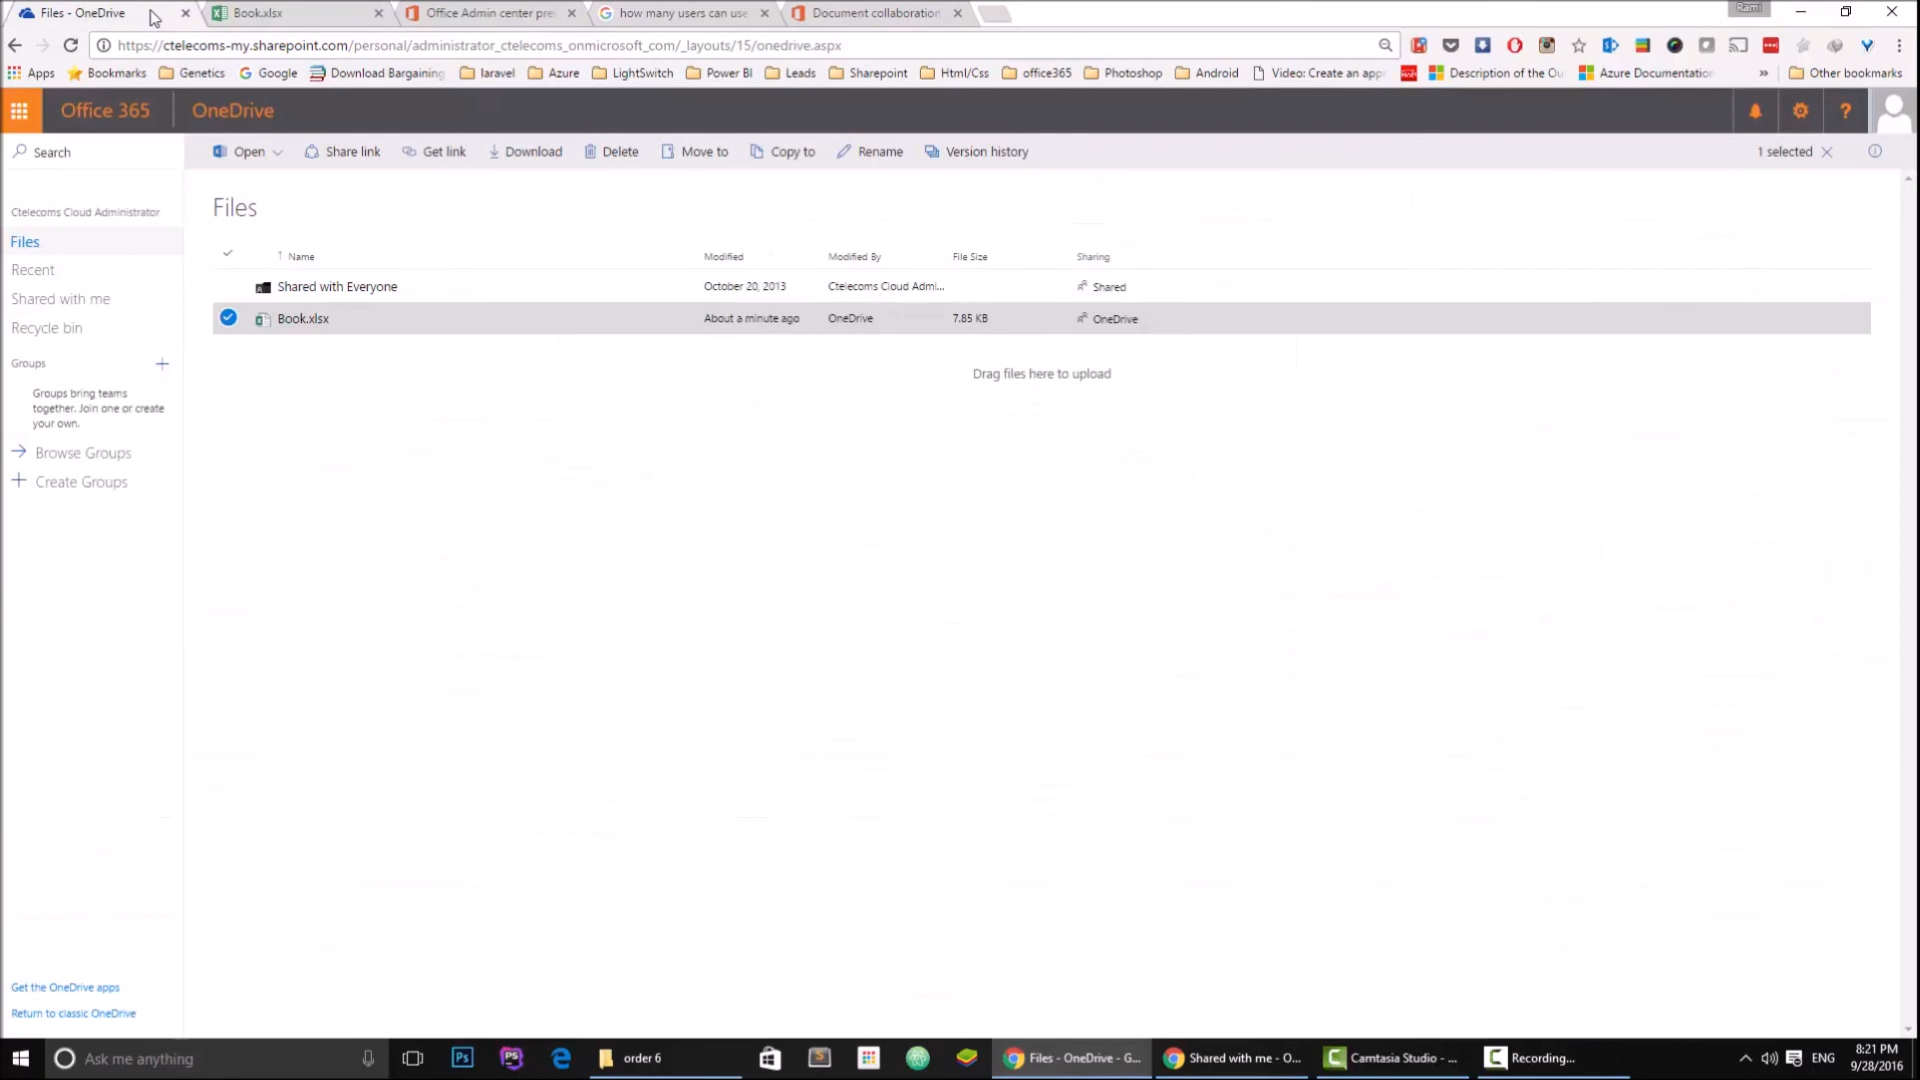 Files - OneDrive
Book.xlsx
Office Admin center pre
how many users can use
Document collaboration
Rami
https://ctelecoms-my.sharepoint.com/personal/administrator_ctelecoms_onmicrosoft_com/_layouts/15/onedrive.aspx
Apps Bookmarks Genetics Google Download Bargaining laravel Azure LightSwitch Power BI Leads Sharepoint Html/Css office365 Photoshop Android Video: Create an app Description of the Ou Azure Documentation » Other bookmarks
Office 365 OneDrive ?
Search Open Share link Get link Download Delete Move to Copy to Rename Version history 1 selected
Files
Ctelecoms Cloud Administrator
Files
Recent
Shared with me
Recycle bin
Groups
Groups bring teams
together. Join one or create
your own.
Browse Groups
Create Groups
Name Modified Modified By File Size Sharing
Shared with Everyone October 20, 2013 Ctelecoms Cloud Admi... Shared
Book.xlsx About a minute ago OneDrive 7.85 KB OneDrive
Drag files here to upload
Get the OneDrive apps
Return to classic OneDrive
Ask me anything order 6 Files - OneDrive - G... Shared with me - O... Camtasia Studio - ... Recording... ENG
8:21 PM
9/28/2016